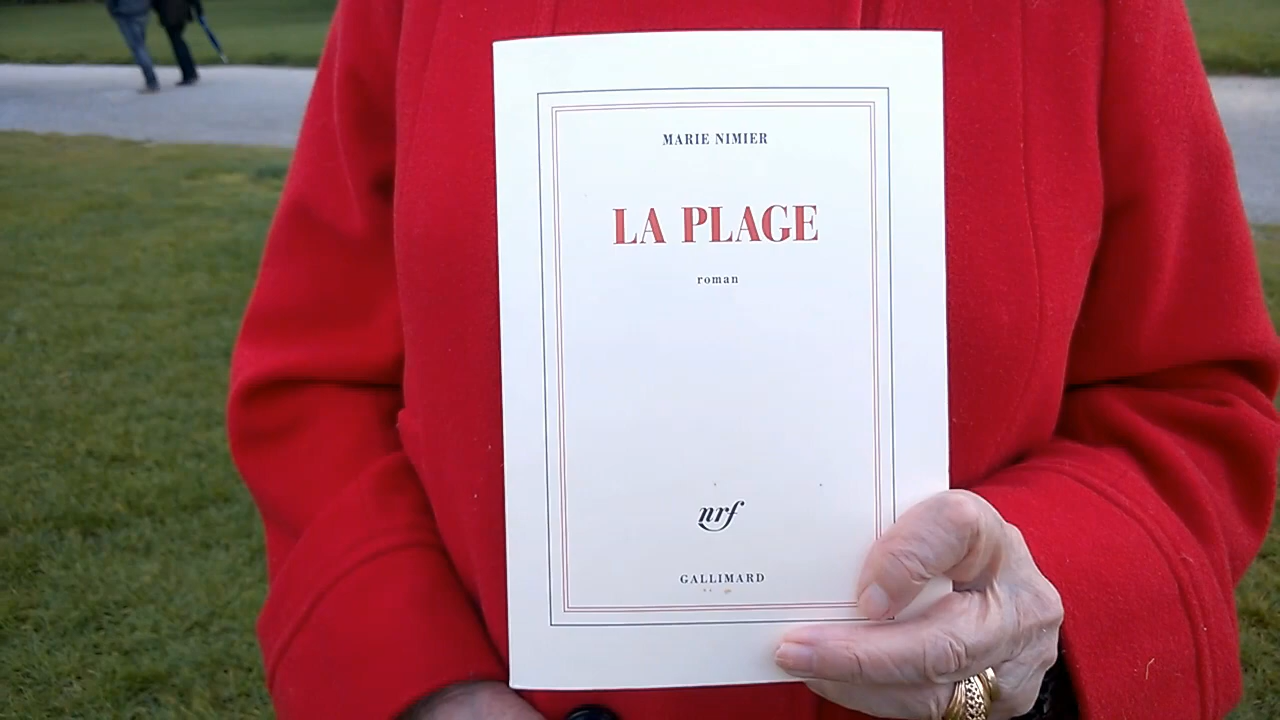 MARIE NIMIER
LA PLAGE
roman
nrf
GALLIMARD